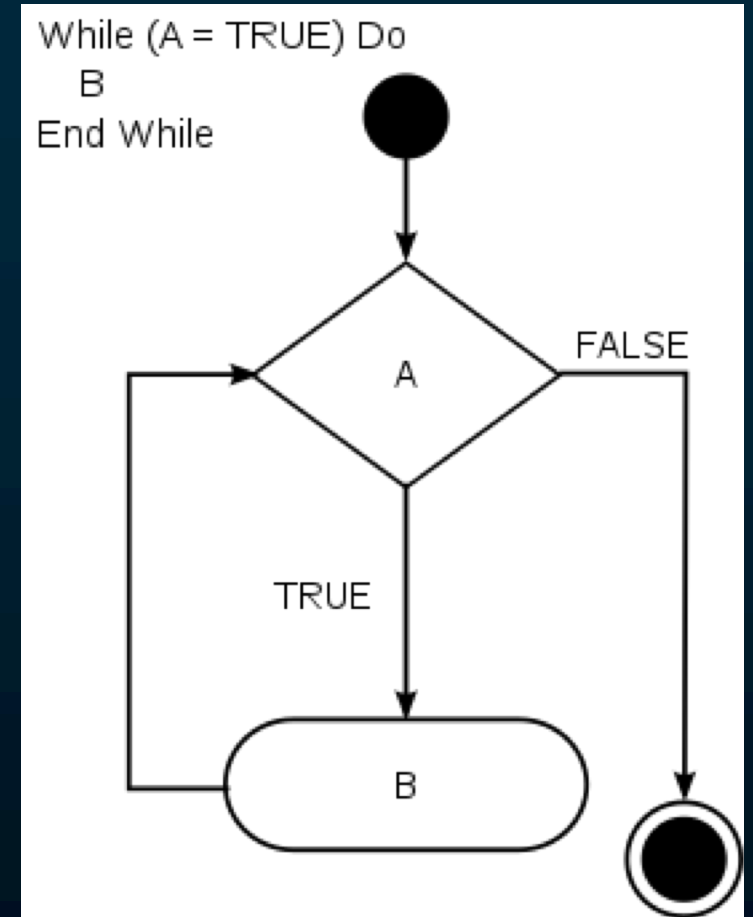 While (A = TRUE) Do
B
End While
A
FALSE
TRUE
B